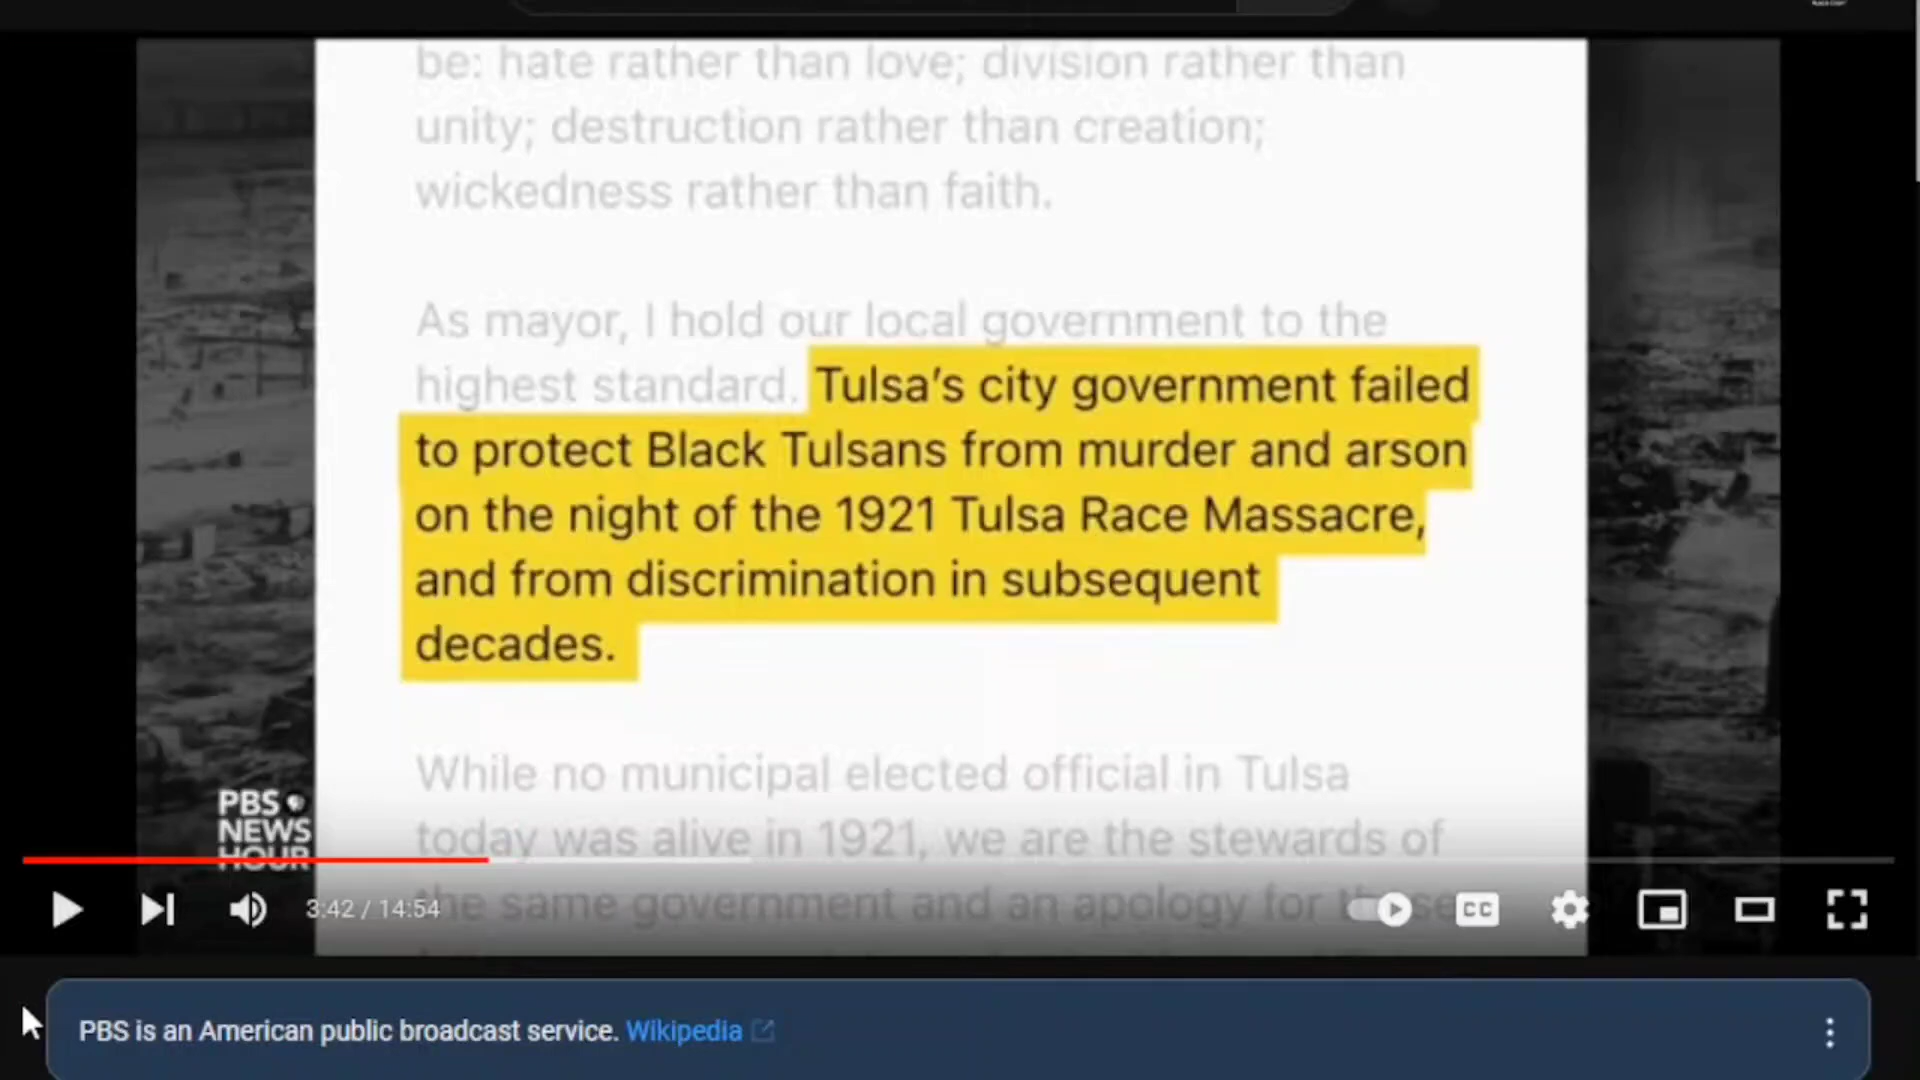 be: hate rather than love; division rather than
unity; destruction rather than creation;
wickedness rather than faith.
As mayor, I hold our local government to the
highest standard. Tulsa’s city government failed
to protect Black Tulsans from murder and arson
on the night of the 1921 Tulsa Race Massacre,
and from discrimination in subsequent
decades.
While no municipal elected official in Tulsa
today was alive in 1921, we are the stewards of
the same government and an apology for those
PBS
NEWS
HOUR
3:42 / 14:54
CC
PBS is an American public broadcast service. Wikipedia